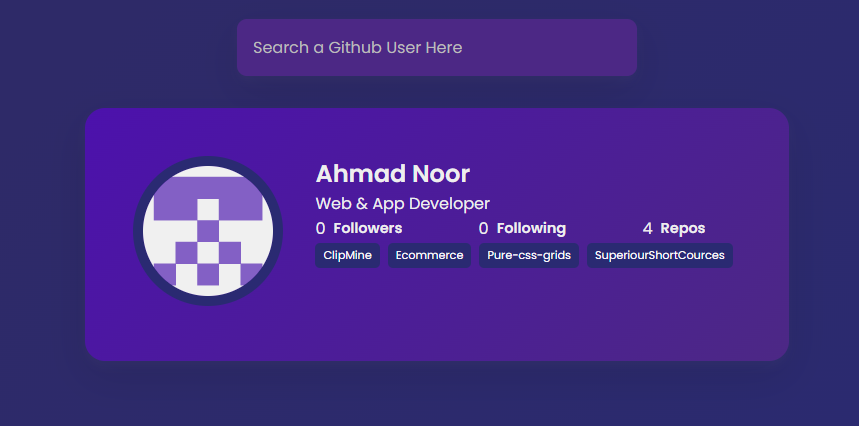 Search a Github User Here
Ahmad Noor
Web & App Developer
0 Followers 0 Following 4 Repos
ClipMine Ecommerce Pure-css-grids SuperiourShortCources